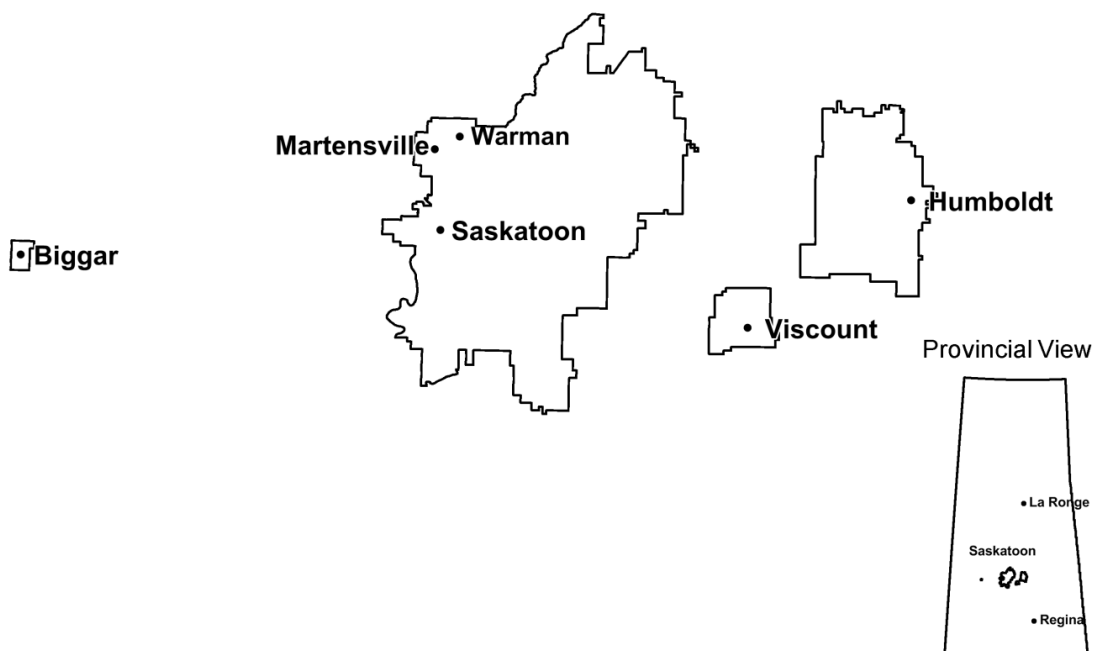 Warman
Martensville
Humboldt
Saskatoon
Biggar
Viscount
Provincial View
La Ronge
Saskatoon
Regina